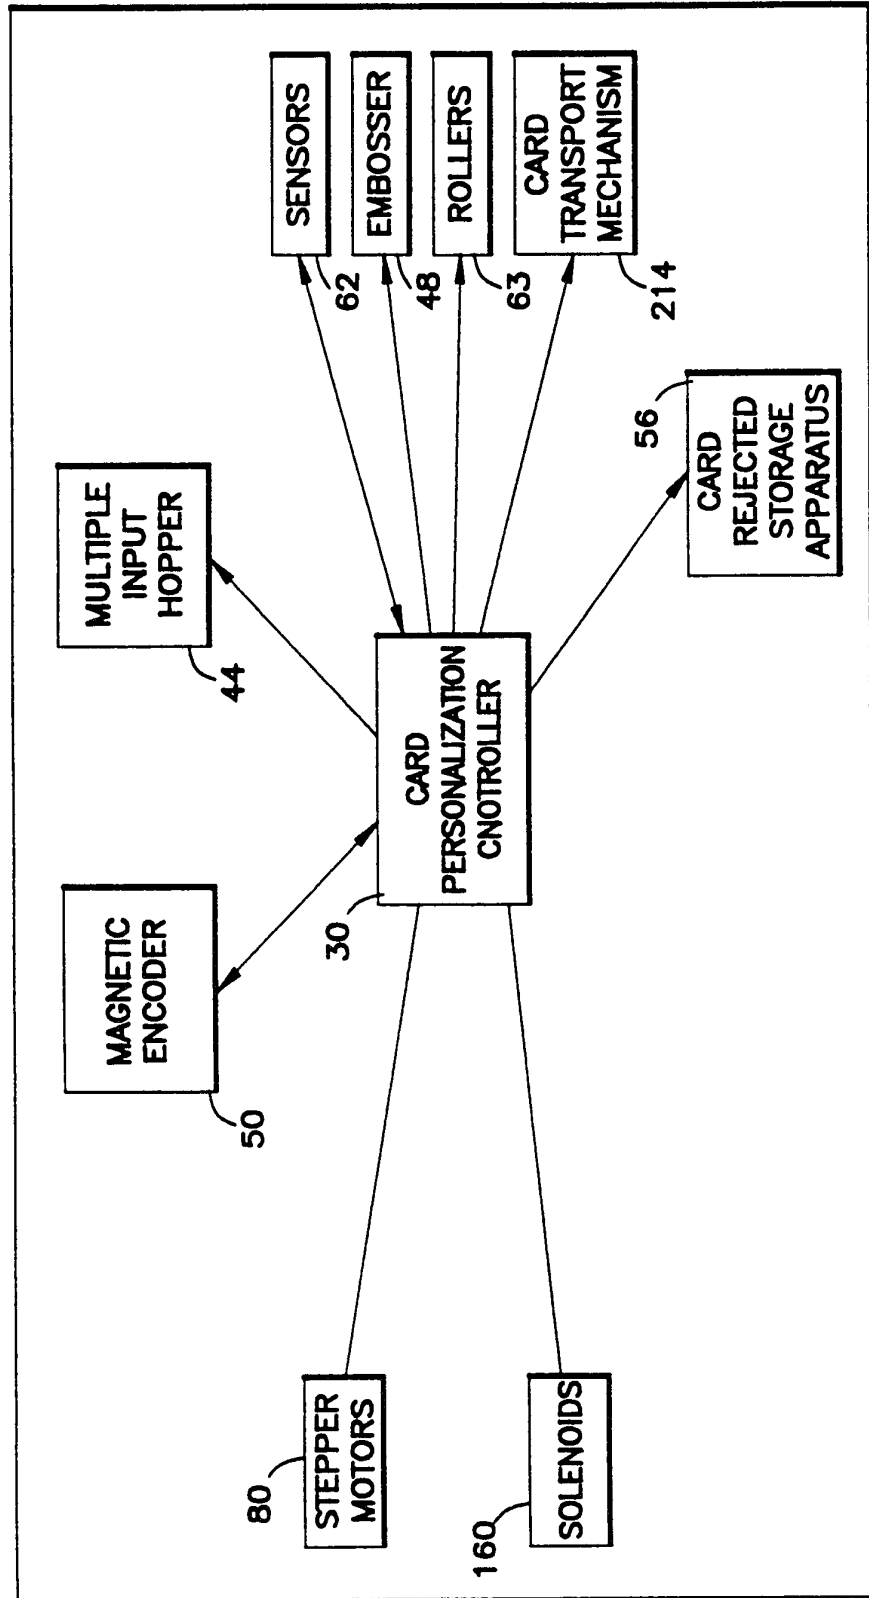 SENSORS
62
EMBOSSER
48
ROLLERS
63
CARD
TRANSPORT
MECHANISM
214
MULTIPLE
INPUT
HOPPER
44
56
CARD
REJECTED
STORAGE
APPARATUS
MAGNETIC
ENCODER
50
CARD
PERSONALIZATION
CNOTROLLER
30
80
STEPPER
MOTORS
160
SOLENOIDS